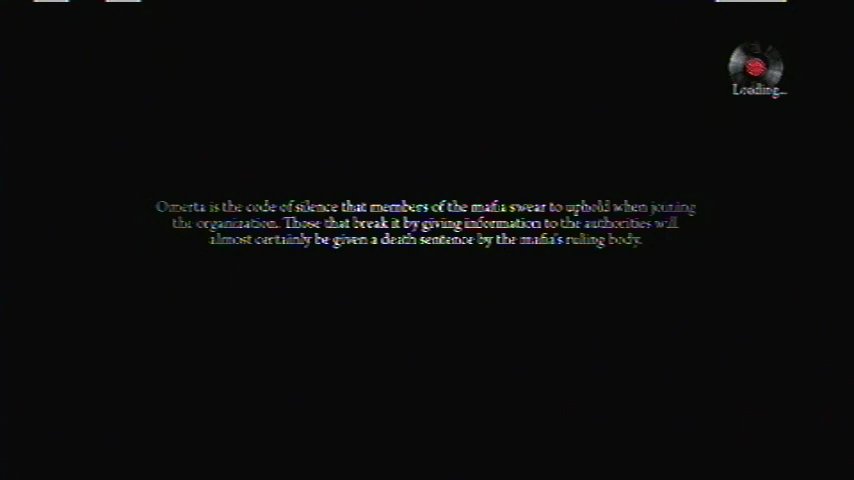 Loading...
Omerta is the code of silence that members of the mafia swear to uphold when joining
the organization. Those that break it by giving information to the authorities will
almost certainly be given a death sentence by the mafia's ruling body.